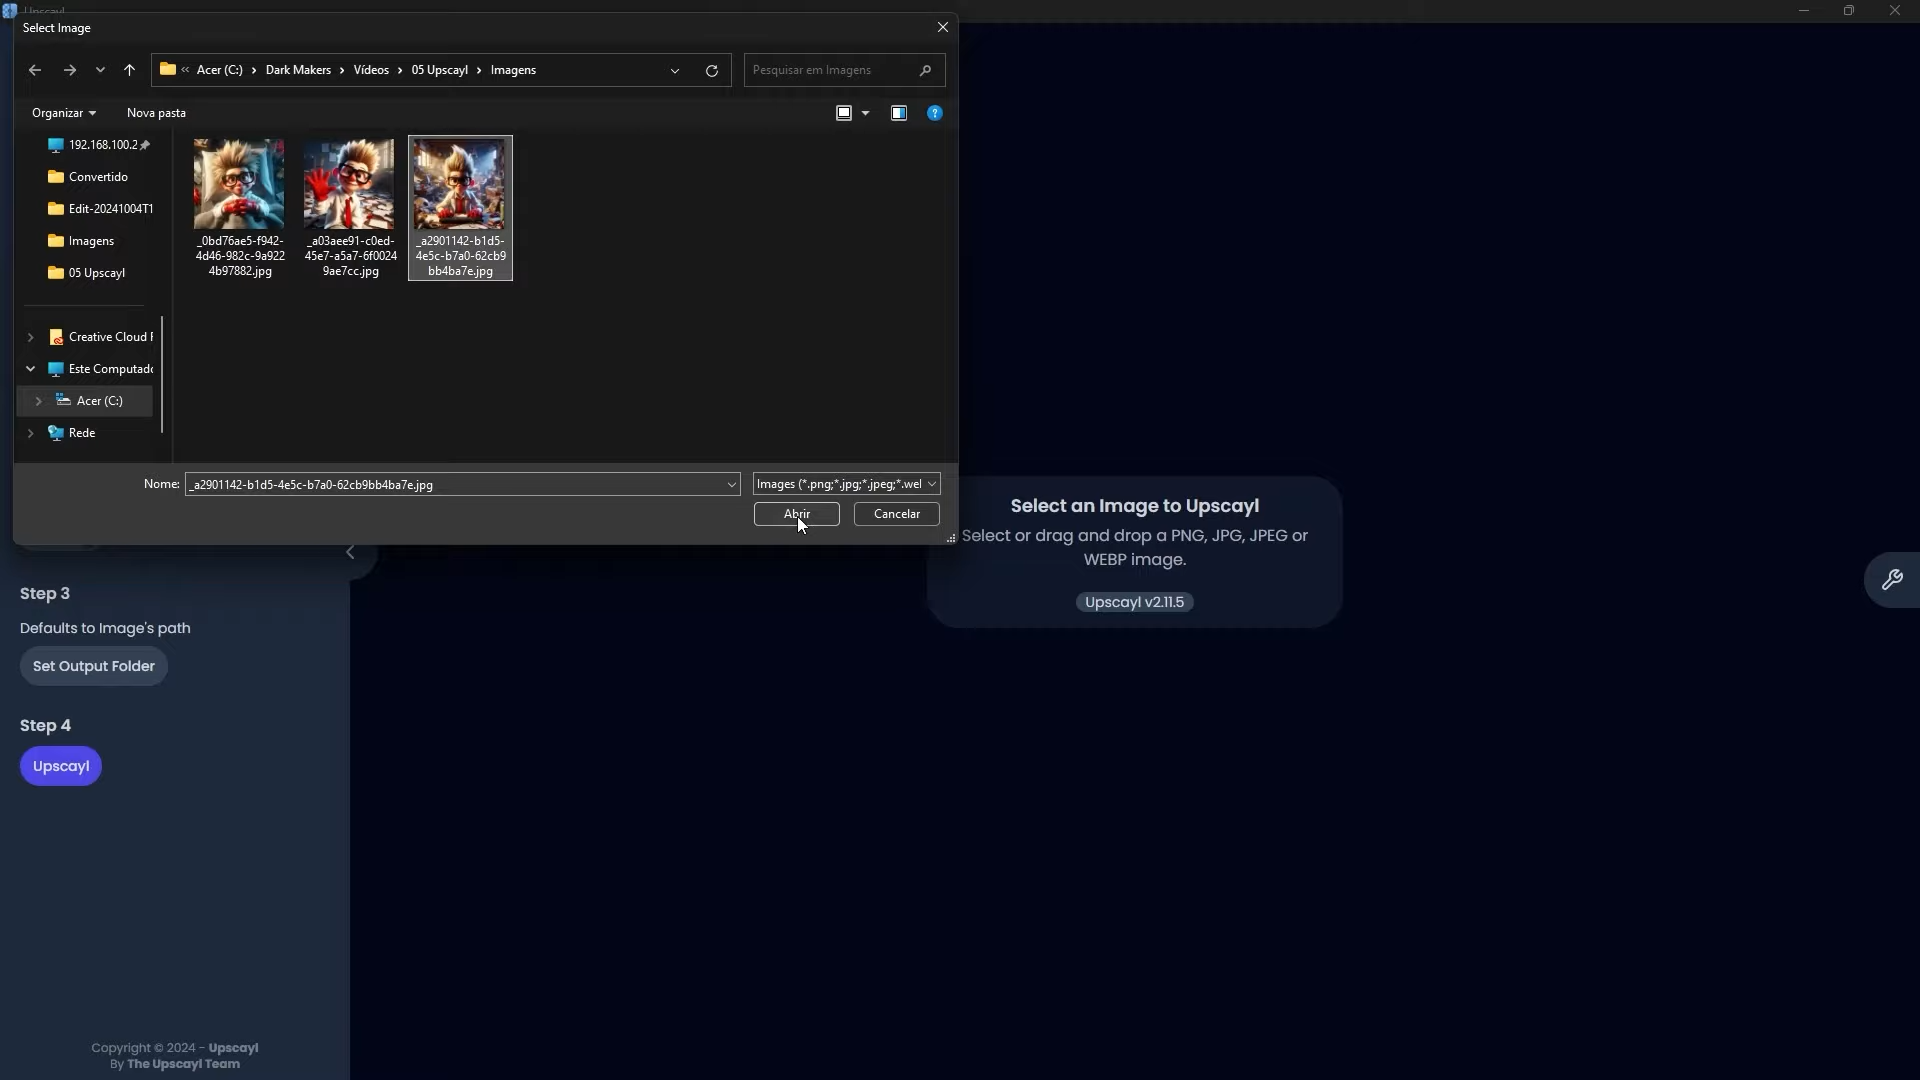 Upscayl
Select Image
« Acer (C:) > Dark Makers > Vídeos > 05 Upscayl > Imagens
Pesquisar em Imagens
Organizar
Nova pasta
192.168.100.2
Convertido
Edit-20241004T1
Imagens
05 Upscayl
Creative Cloud F
Este Computado
Acer (C:)
Rede
_0bd76ae5-f942-
4d46-982c-9a922
4b97882.jpg
_a03aee91-c0ed-
45e7-a5a7-6f0024
9ae7cc.jpg
_a2901142-b1d5-
4e5c-b7a0-62cb9
bb4ba7e.jpg
Nome: _a2901142-b1d5-4e5c-b7a0-62cb9bb4ba7e.jpg
Images (*.png;*.jpg;*.jpeg;*.wel
Abrir
Cancelar
Select an Image to Upscayl
Select or drag and drop a PNG, JPG, JPEG or
WEBP image.
Upscayl v2.11.5
Step 3
Defaults to Image's path
Set Output Folder
Step 4
Upscayl
Copyright © 2024 - Upscayl
By The Upscayl Team